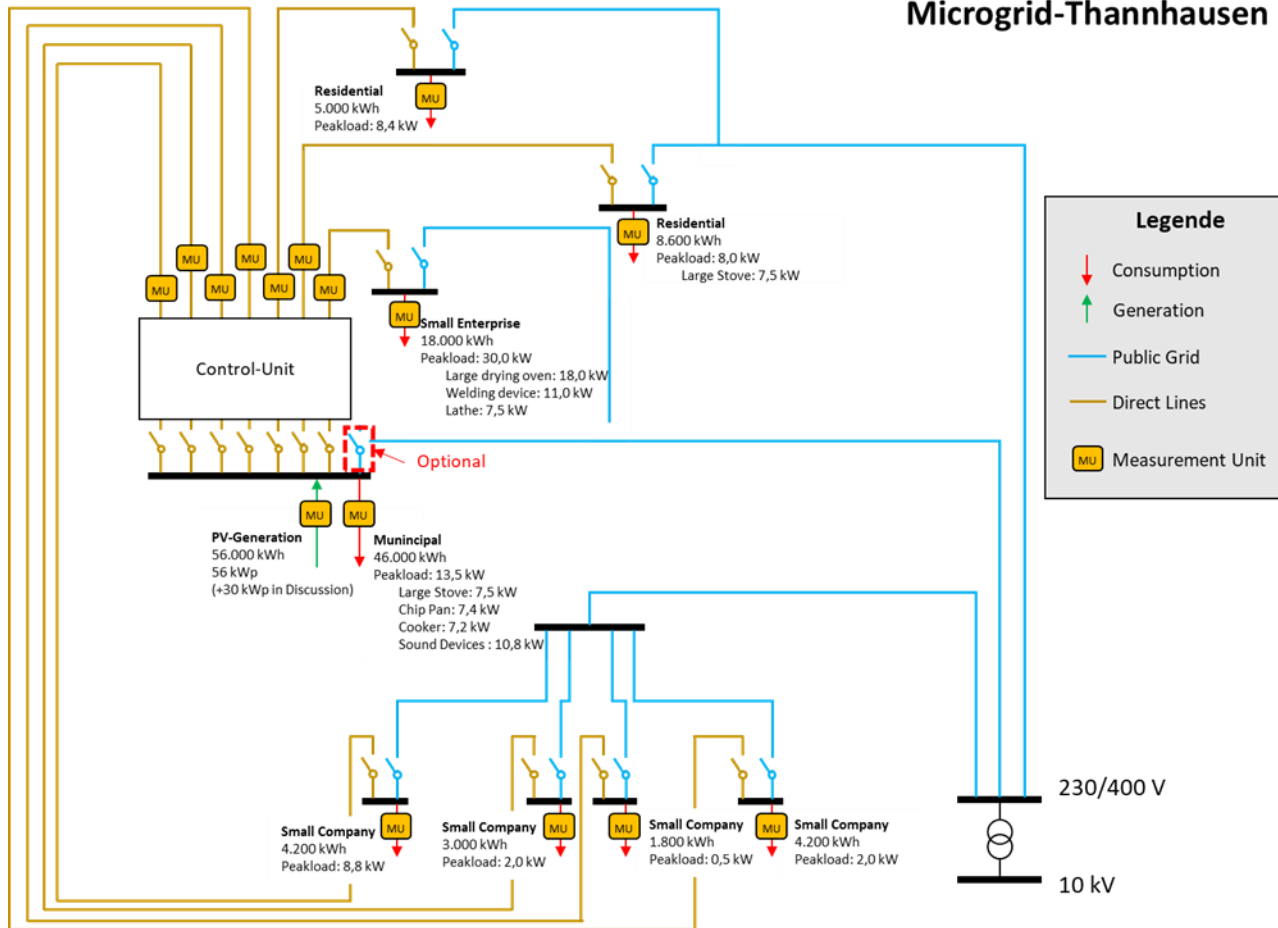 Microgrid-Thannhausen
Residential
5.000 kWh
Peakload: 8,4 kW
MU
Residential
8.600 kWh
Peakload: 8,0 kW
Large Stove: 7,5 kW
MU
Legende
Consumption
Generation
Public Grid
Direct Lines
MU
Measurement Unit
MU
MU
MU
MU
MU
MU
MU
MU
Small Enterprise
18.000 kWh
Peakload: 30,0 kW
Large drying oven: 18,0 kW
Welding device: 11,0 kW
Lathe: 7,5 kW
Control-Unit
Optional
MU
MU
PV-Generation
56.000 kWh
56 kWp
(+30 kWp in Discussion)
Munincipal
46.000 kWh
Peakload: 13,5 kW
Large Stove: 7,5 kW
Chip Pan: 7,4 kW
Cooker: 7,2 kW
Sound Devices : 10,8 kW
Small Company
4.200 kWh
Peakload: 8,8 kW
MU
Small Company
3.000 kWh
Peakload: 2,0 kW
MU
MU
Small Company
1.800 kWh
Peakload: 0,5 kW
MU
Small Company
4.200 kWh
Peakload: 2,0 kW
230/400 V
10 kV